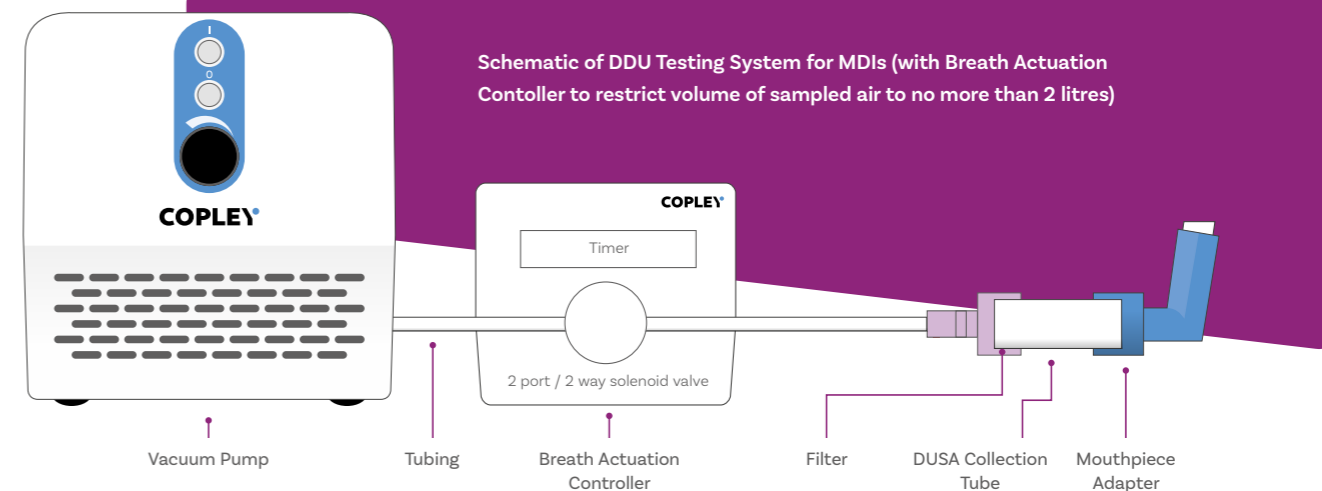 Schematic of DDU Testing System for MDIs (with Breath Actuation
Contoller to restrict volume of sampled air to no more than 2 litres)
I
O
COPLEY
COPLEY
Timer
2 port / 2 way solenoid valve
Vacuum Pump
Tubing
Breath Actuation
Controller
Filter
DUSA Collection
Tube
Mouthpiece
Adapter